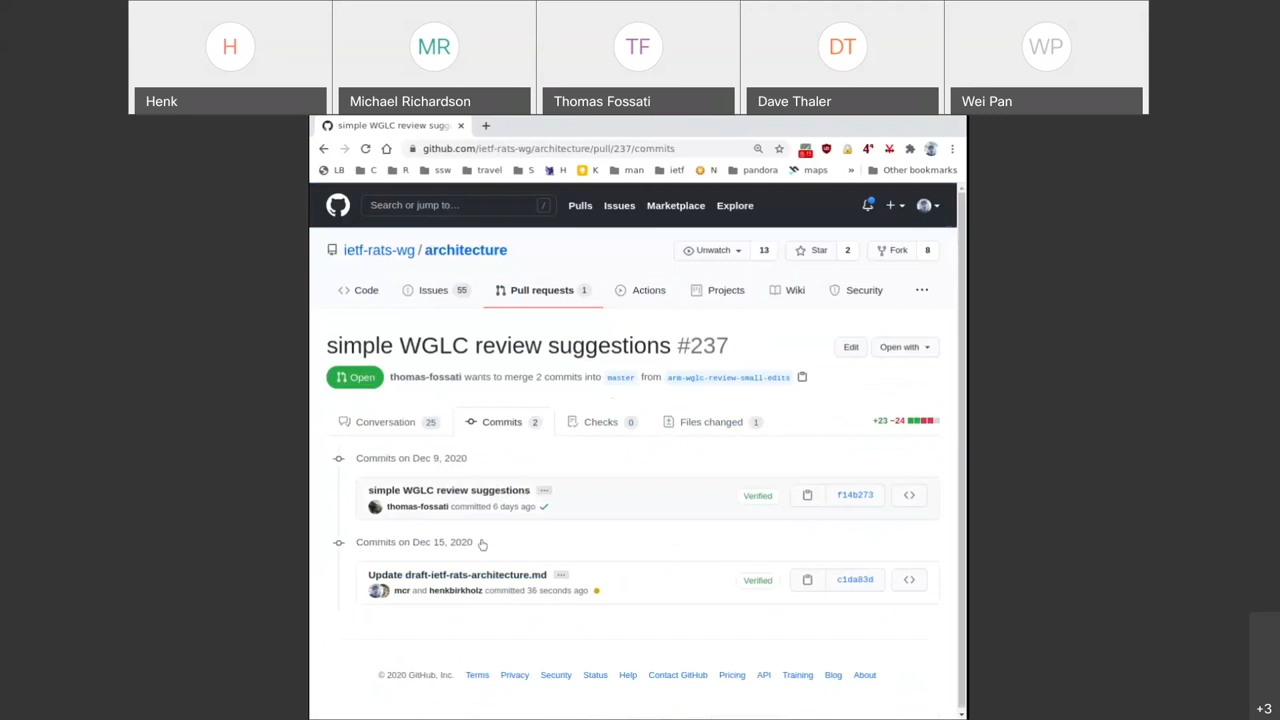 H MR TF DT WP
Henk Michael Richardson Thomas Fossati Dave Thaler Wei Pan
simple WGLC review sugg × +
github.com/ietf-rats-wg/architecture/pull/237/commits
LB C R ssw travel S H K man ietf N pandora maps » Other bookmarks
Search or jump to… / Pulls Issues Marketplace Explore
ietf-rats-wg / architecture Unwatch 13 Star 2 Fork 8
Code Issues 55 Pull requests 1 Actions Projects Wiki Security ···
simple WGLC review suggestions #237 Edit Open with
Open thomas-fossati wants to merge 2 commits into master from arm-wglc-review-small-edits
Conversation 25 Commits 2 Checks 0 Files changed 1 +23 −24
Commits on Dec 9, 2020
simple WGLC review suggestions … Verified f14b273
thomas-fossati committed 6 days ago
Commits on Dec 15, 2020
Update draft-ietf-rats-architecture.md … Verified c1da83d
mcr and henkbirkholz committed 36 seconds ago
© 2020 GitHub, Inc. Terms Privacy Security Status Help Contact GitHub Pricing API Training Blog About
+3